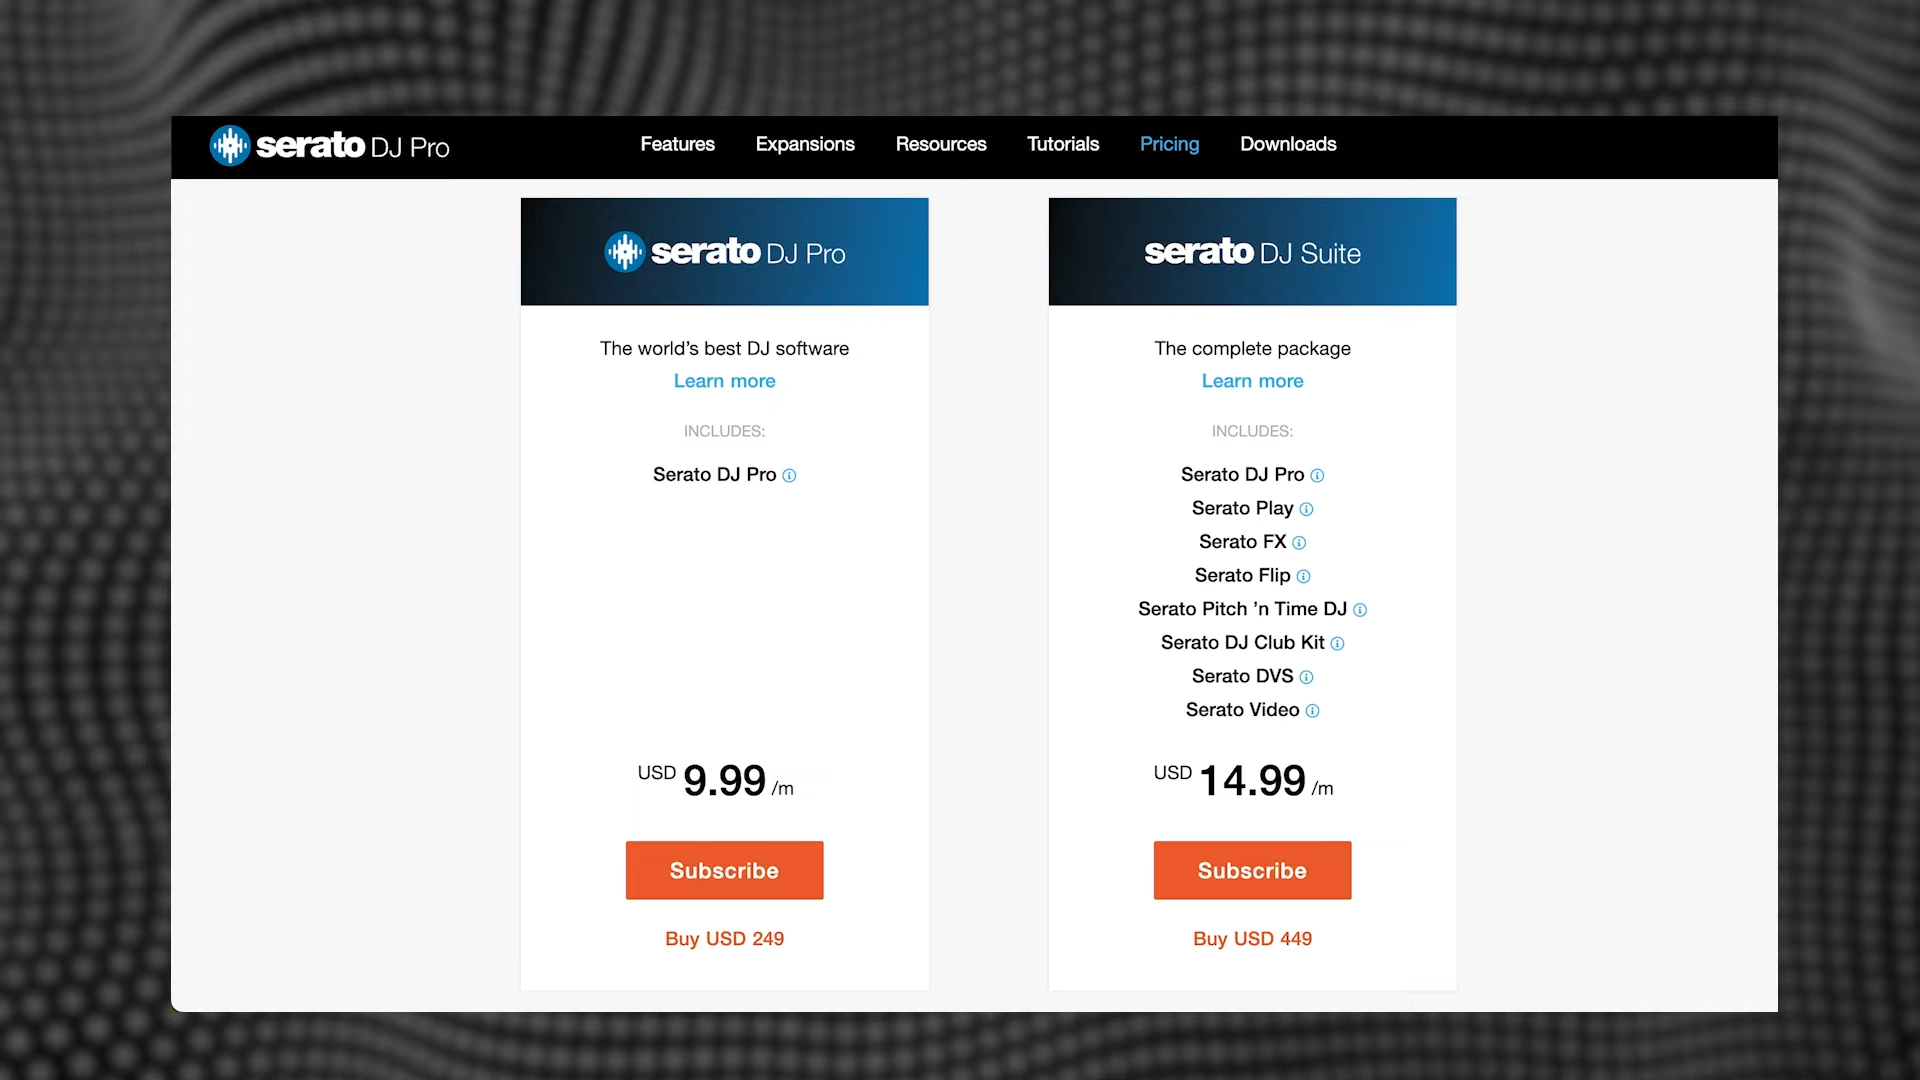 serato DJ Pro
Features Expansions Resources Tutorials Pricing Downloads
serato DJ Pro
The world's best DJ software
Learn more
INCLUDES:
Serato DJ Pro
USD 9.99 /m
Subscribe
Buy USD 249
serato DJ Suite
The complete package
Learn more
INCLUDES:
Serato DJ Pro
Serato Play
Serato FX
Serato Flip
Serato Pitch ’n Time DJ
Serato DJ Club Kit
Serato DVS
Serato Video
USD 14.99 /m
Subscribe
Buy USD 449